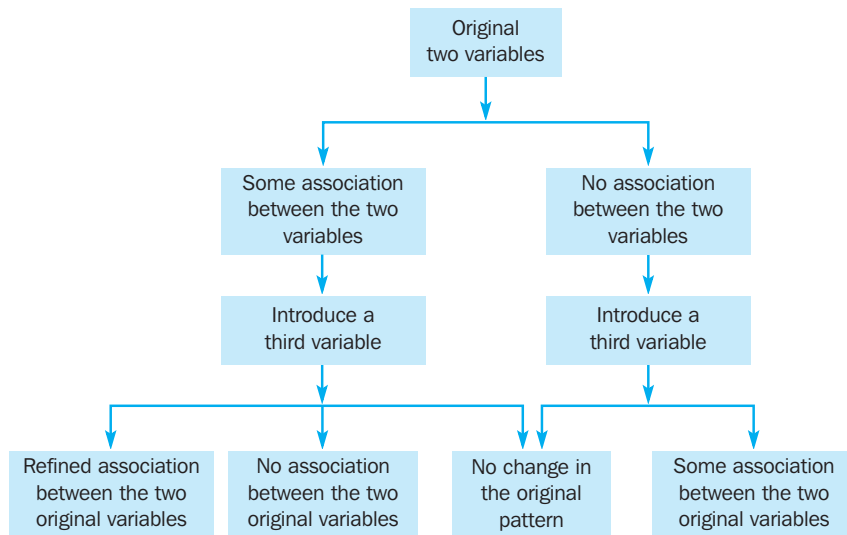 Original
two variables
Some association
between the two
variables
No association
between the two
variables
Introduce a
third variable
Introduce a
third variable
Refined association
between the two
original variables
No association
between the two
original variables
No change in
the original
pattern
Some association
between the two
original variables